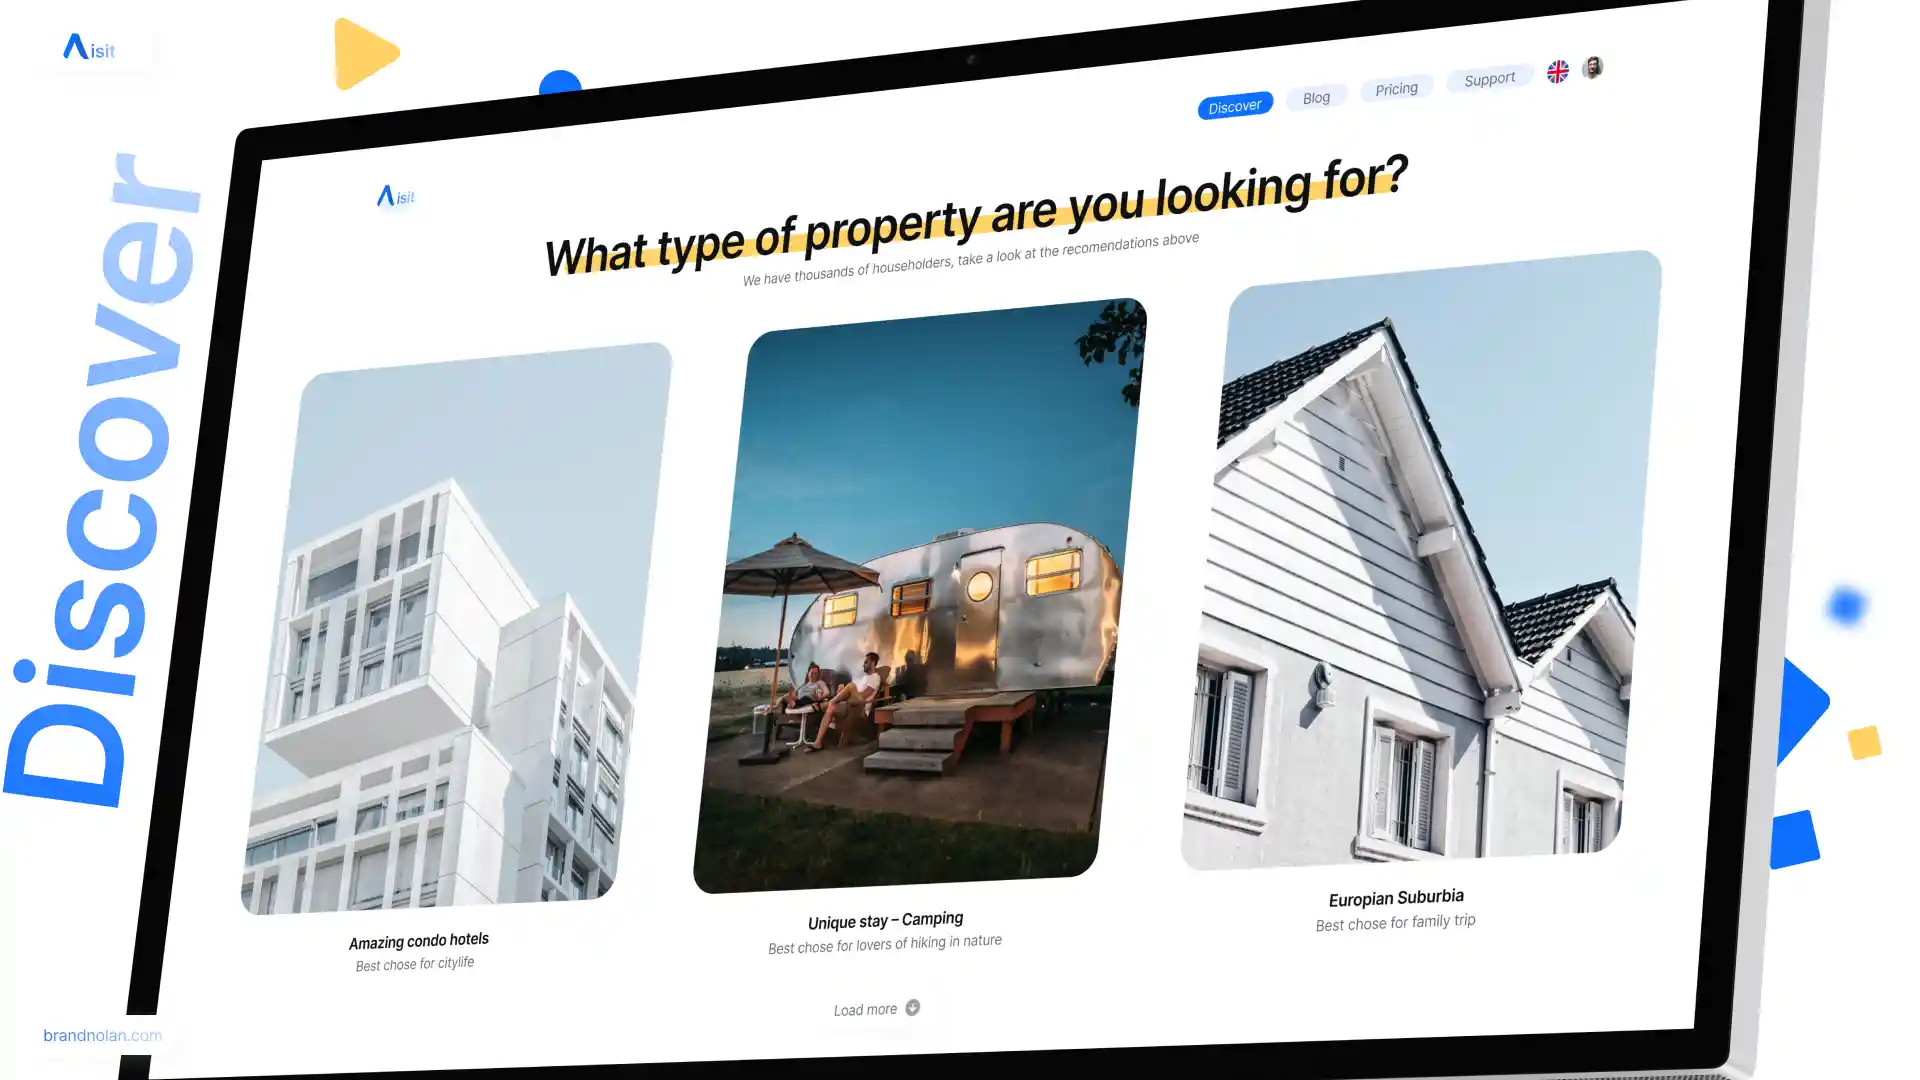 isit
Discover
Discover
Blog
Pricing
Support
isit
What type of property are you looking for?
We have thousands of householders, take a look at the recomendations above
Amazing condo hotels
Best chose for citylife
Unique stay – Camping
Best chose for lovers of hiking in nature
Europian Suburbia
Best chose for family trip
Load more
brandnolan.com